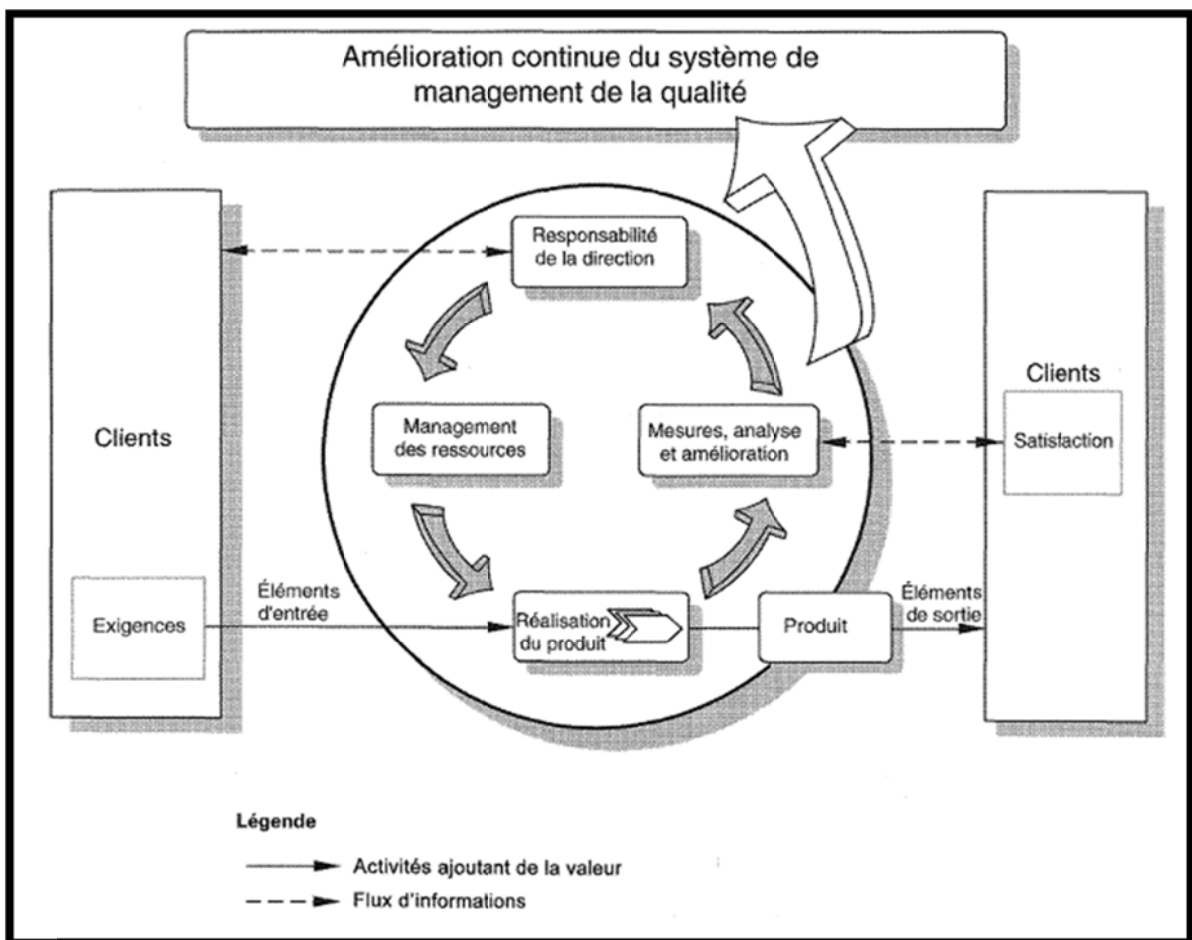 Amélioration continue du système de
management de la qualité
Responsabilité
de la direction
Clients
Management
des ressources
Mesures, analyse
et amélioration
Clients
Satisfaction
Exigences
Éléments
d'entrée
Réalisation
du produit
Produit
Éléments
de sortie
Légende
Activités ajoutant de la valeur
Flux d'informations